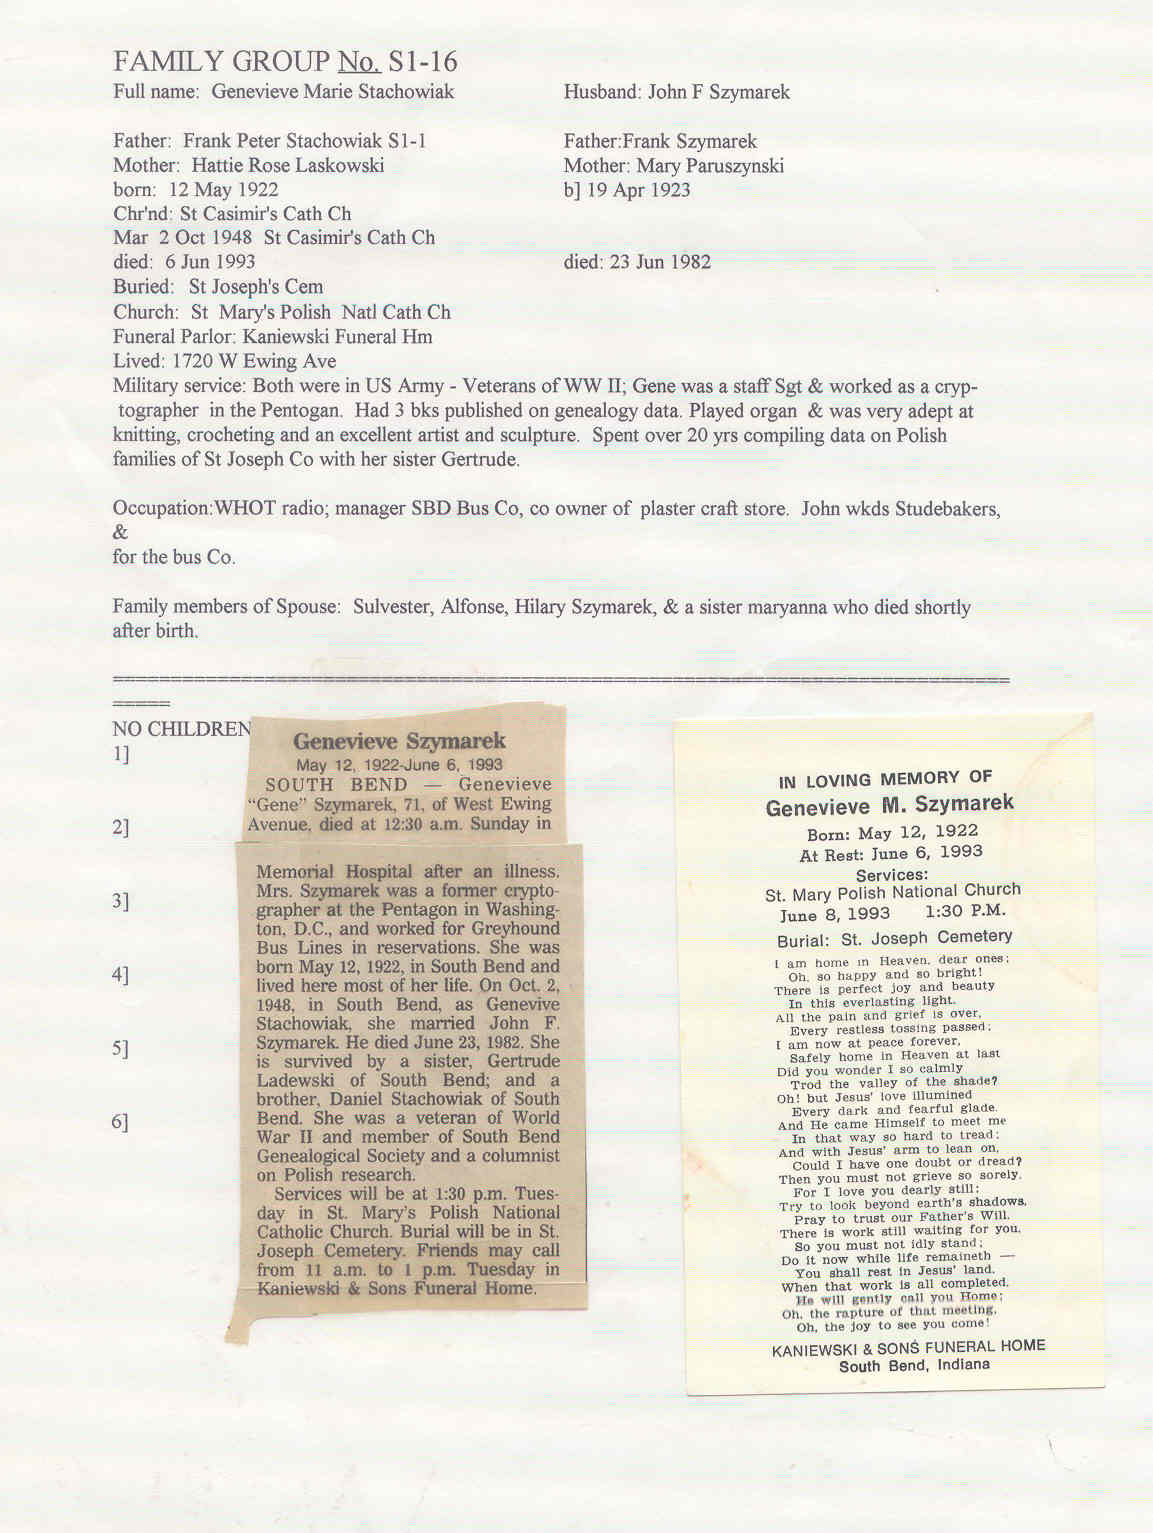 FAMILY GROUP No. S1-16
Full name: Genevieve Marie Stachowiak Husband: John F Szymarek
Father: Frank Peter Stachowiak S1-1 Father:Frank Szymarek
Mother: Hattie Rose Laskowski Mother: Mary Paruszynski
born: 12 May 1922 b] 19 Apr 1923
Chr'nd: St Casimir's Cath Ch
Mar 2 Oct 1948 St Casimir's Cath Ch
died: 6 Jun 1993 died: 23 Jun 1982
Buried: St Joseph's Cem
Church: St Mary's Polish Natl Cath Ch
Funeral Parlor: Kaniewski Funeral Hm
Lived: 1720 W Ewing Ave
Military service: Both were in US Army - Veterans of WW II; Gene was a staff Sgt & worked as a cryp-
tographer in the Pentogan. Had 3 bks published on genealogy data. Played organ & was very adept at
knitting, crocheting and an excellent artist and sculpture. Spent over 20 yrs compiling data on Polish
families of St Joseph Co with her sister Gertrude.
Occupation:WHOT radio; manager SBD Bus Co, co owner of plaster craft store. John wkds Studebakers,
&
for the bus Co.
Family members of Spouse: Sulvester, Alfonse, Hilary Szymarek, & a sister maryanna who died shortly
after birth.
==============================================================================
=====
NO CHILDREN
1]
2]
3]
4]
5]
6]
Genevieve Szymarek
May 12, 1922-June 6, 1993
SOUTH BEND — Genevieve
“Gene” Szymarek, 71, of West Ewing
Avenue, died at 12:30 a.m. Sunday in
Memorial Hospital after an illness.
Mrs. Szymarek was a former crypto-
grapher at the Pentagon in Washing-
ton, D.C., and worked for Greyhound
Bus Lines in reservations. She was
born May 12, 1922, in South Bend and
lived here most of her life. On Oct. 2,
1948, in South Bend, as Genevive
Stachowiak, she married John F.
Szymarek. He died June 23, 1982. She
is survived by a sister, Gertrude
Ladewski of South Bend; and a
brother, Daniel Stachowiak of South
Bend. She was a veteran of World
War II and member of South Bend
Genealogical Society and a columnist
on Polish research.
Services will be at 1:30 p.m. Tues-
day in St. Mary's Polish National
Catholic Church. Burial will be in St.
Joseph Cemetery. Friends may call
from 11 a.m. to 1 p.m. Tuesday in
Kaniewski & Sons Funeral Home.
IN LOVING MEMORY OF
Genevieve M. Szymarek
Born: May 12, 1922
At Rest: June 6, 1993
Services:
St. Mary Polish National Church
June 8, 1993 1:30 P.M.
Burial: St. Joseph Cemetery
I am home in Heaven, dear ones;
Oh, so happy and so bright!
There is perfect joy and beauty
In this everlasting light.
All the pain and grief is over,
Every restless tossing passed;
I am now at peace forever,
Safely home in Heaven at last
Did you wonder I so calmly
Trod the valley of the shade?
Oh! but Jesus' love illumined
Every dark and fearful glade.
And He came Himself to meet me
In that way so hard to tread;
And with Jesus' arm to lean on,
Could I have one doubt or dread?
Then you must not grieve so sorely,
For I love you dearly still:
Try to look beyond earth's shadows,
Pray to trust our Father's Will.
There is work still waiting for you,
So you must not idly stand;
Do it now while life remaineth —
You shall rest in Jesus' land.
When that work is all completed,
He will gently call you Home;
Oh, the rapture of that meeting,
Oh, the joy to see you come!
KANIEWSKI & SONS FUNERAL HOME
South Bend, Indiana